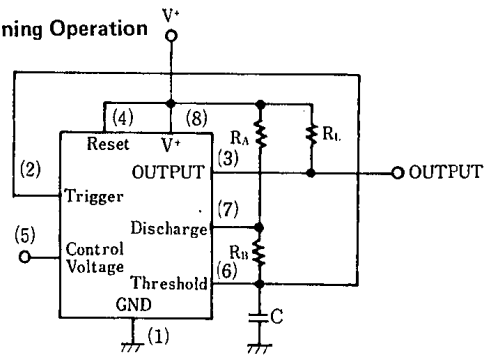 ning Operation
V+
(4)
(8)
Reset
V+
RA
RL
(2)
(3)
OUTPUT
OUTPUT
Trigger
(7)
Discharge
(5)
Control
Voltage
RB
(6)
Threshold
GND
C
(1)